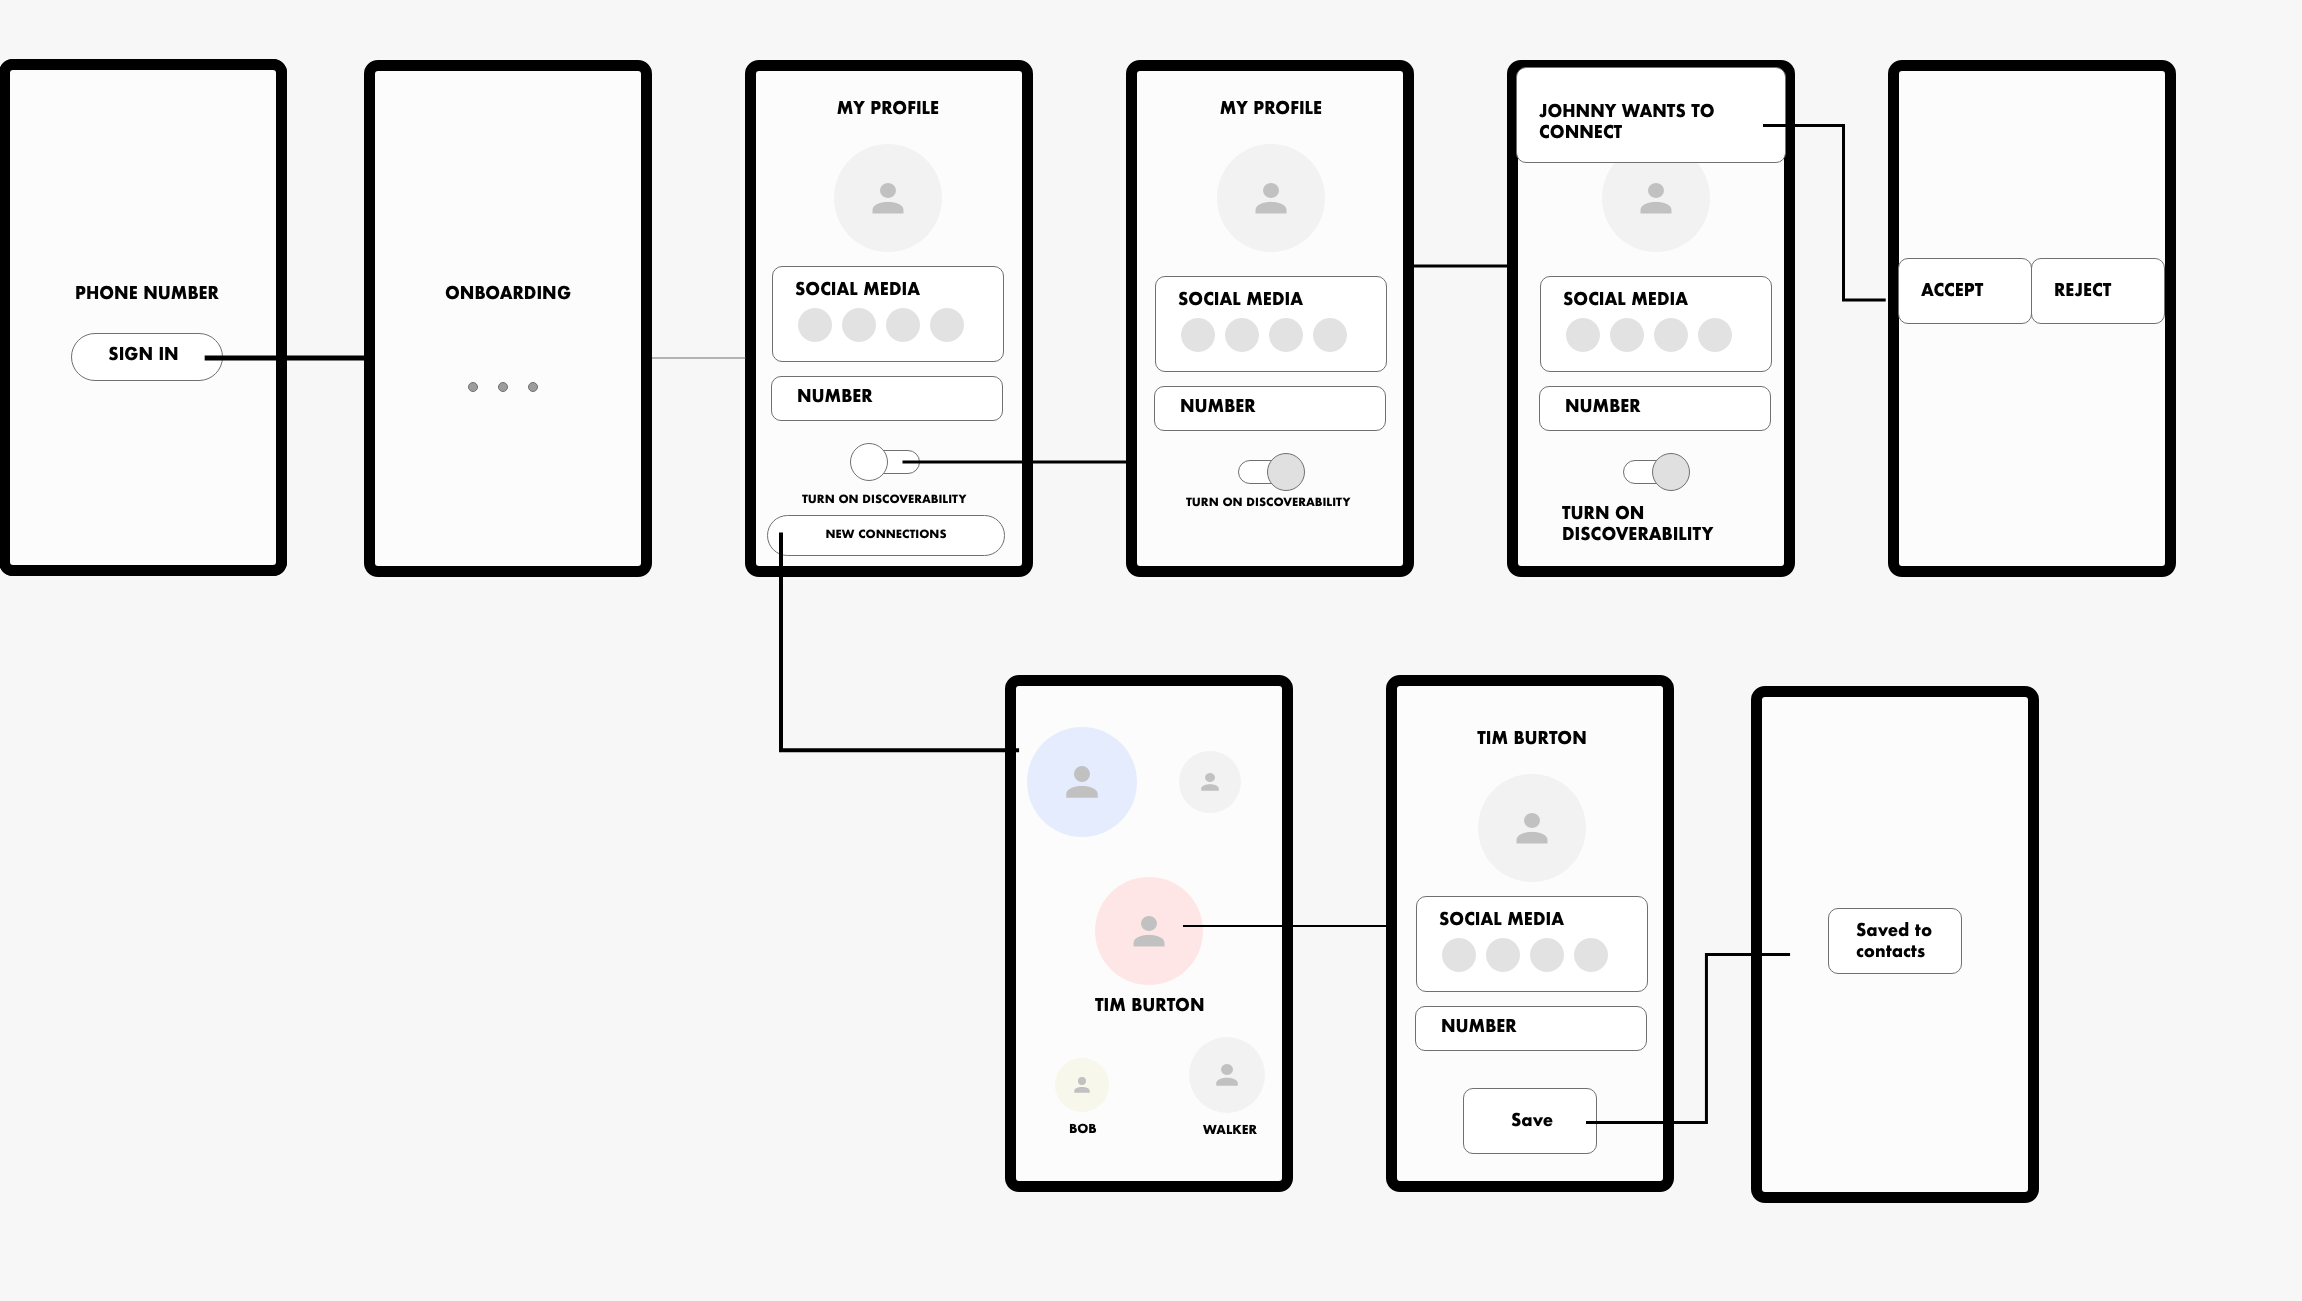 PHONE NUMBER
SIGN IN
ONBOARDING
MY PROFILE
SOCIAL MEDIA
NUMBER
TURN ON DISCOVERABILITY
NEW CONNECTIONS
MY PROFILE
SOCIAL MEDIA
NUMBER
TURN ON DISCOVERABILITY
JOHNNY WANTS TO
CONNECT
SOCIAL MEDIA
NUMBER
TURN ON
DISCOVERABILITY
ACCEPT
REJECT
TIM BURTON
BOB
WALKER
TIM BURTON
SOCIAL MEDIA
NUMBER
Save
Saved to
contacts